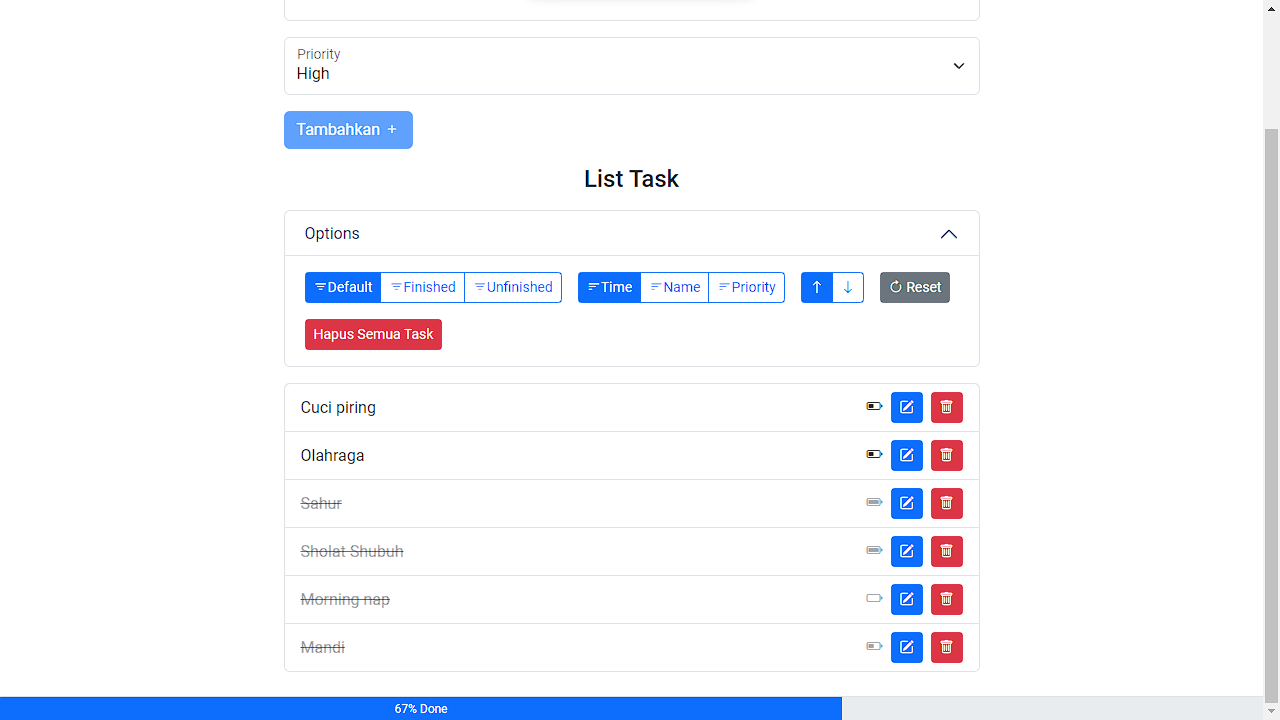 Priority
High
Tambahkan +
List Task
Options
Default Finished Unfinished Time Name Priority ↑ ↓ Reset
Hapus Semua Task
Cuci piring
Olahraga
Sahur
Sholat Shubuh
Morning nap
Mandi
67% Done